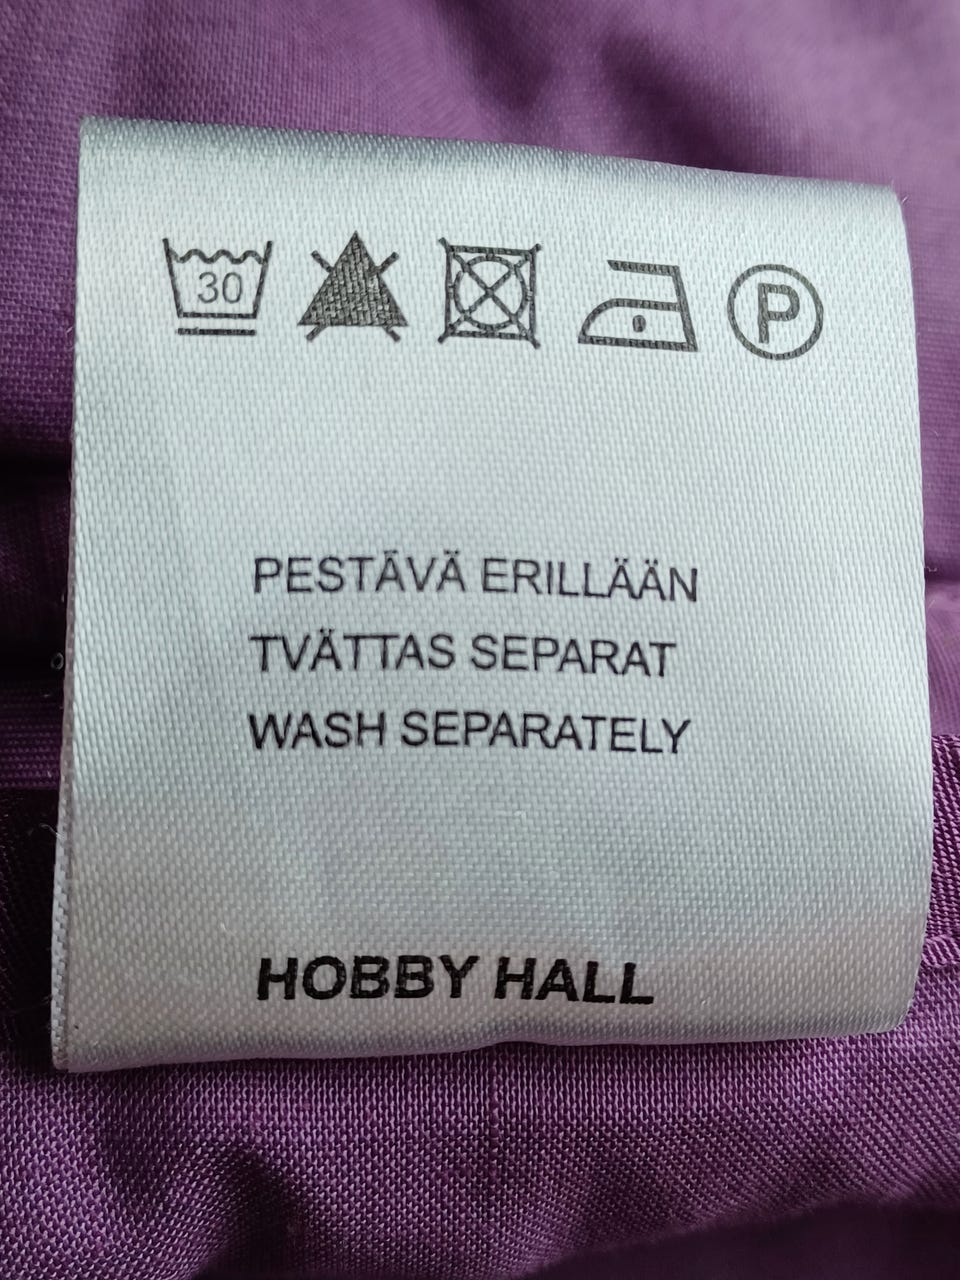 30 P
PESTÄVÄ ERILLÄÄN
TVÄTTAS SEPARAT
WASH SEPARATELY
HOBBY HALL